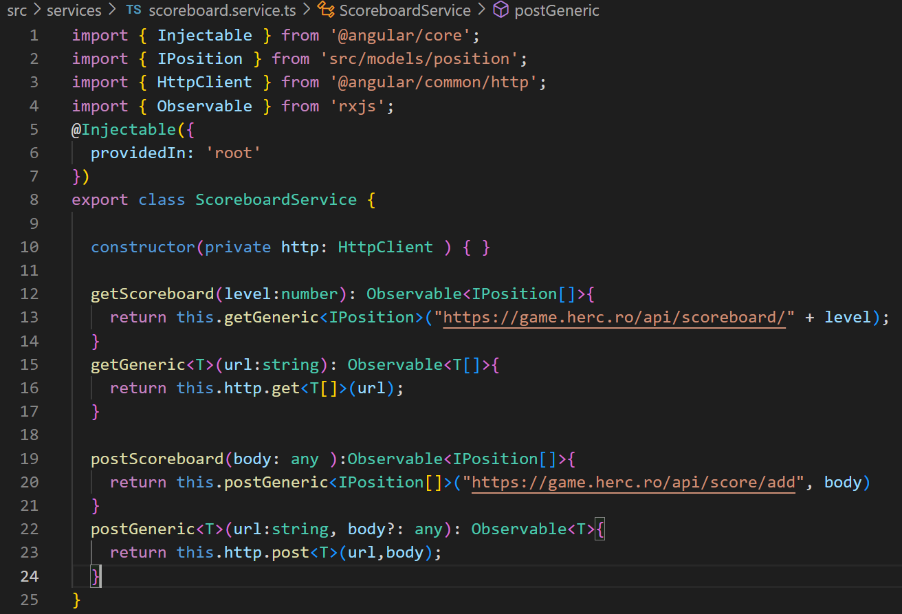 src > services > TS scoreboard.service.ts > ScoreboardService > postGeneric
1 import { Injectable } from '@angular/core';
2 import { IPosition } from 'src/models/position';
3 import { HttpClient } from '@angular/common/http';
4 import { Observable } from 'rxjs';
5 @Injectable({
6   providedIn: 'root'
7 })
8 export class ScoreboardService {
9
10   constructor(private http: HttpClient ) { }
11
12   getScoreboard(level:number): Observable<IPosition[]>{
13     return this.getGeneric<IPosition>("https://game.herc.ro/api/scoreboard/" + level);
14   }
15   getGeneric<T>(url:string): Observable<T[]>{
16     return this.http.get<T[]>(url);
17   }
18
19   postScoreboard(body: any ):Observable<IPosition[]>{
20     return this.postGeneric<IPosition[]>("https://game.herc.ro/api/score/add", body)
21   }
22   postGeneric<T>(url:string, body?: any): Observable<T>{
23     return this.http.post<T>(url,body);
24   }
25 }